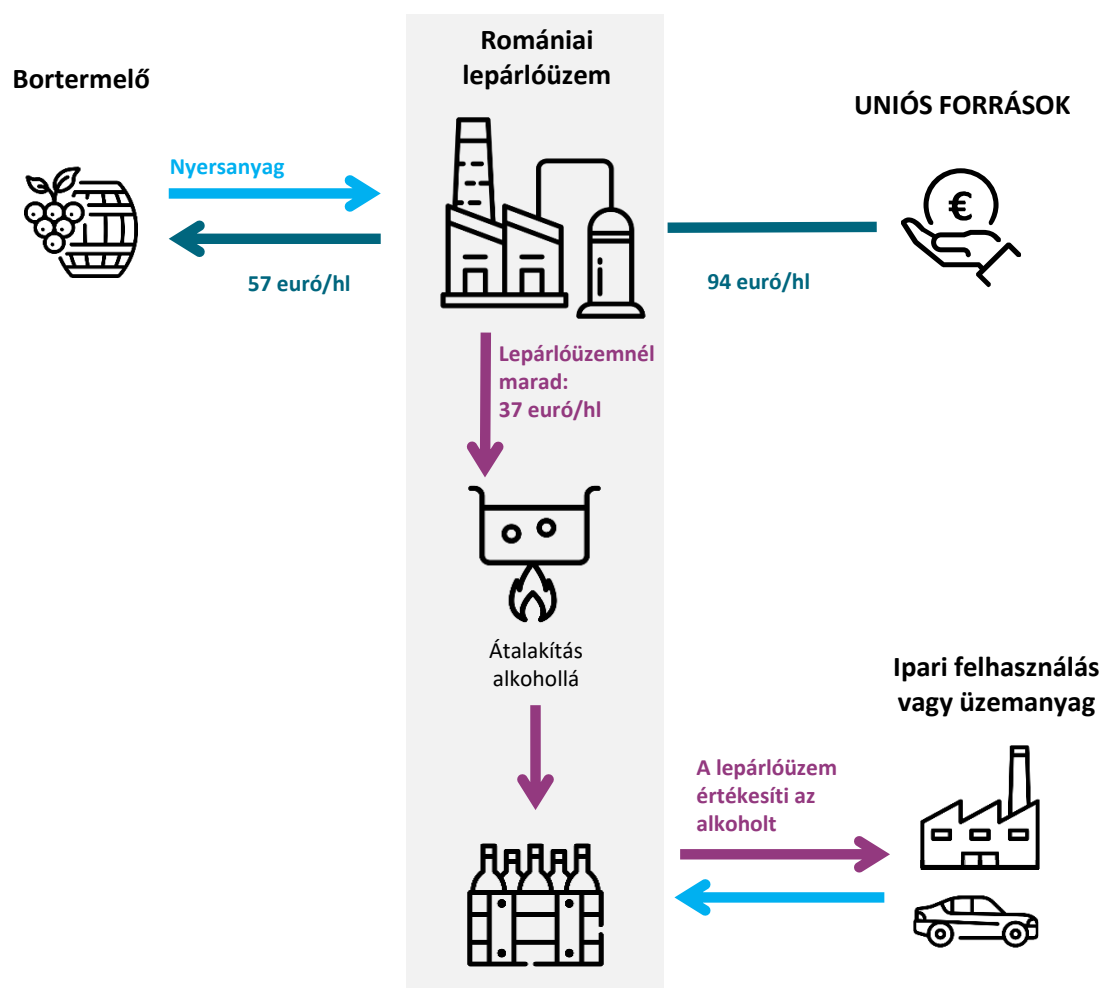 Romániai
lepárlóüzem
Bortermelő
UNIÓS FORRÁSOK
Nyersanyag
€
57 euró/hl
94 euró/hl
Lepárlóüzemnél
marad:
37 euró/hl
Átalakítás
alkohollá
Ipari felhasználás
vagy üzemanyag
A lepárlóüzem
értékesíti az
alkoholt